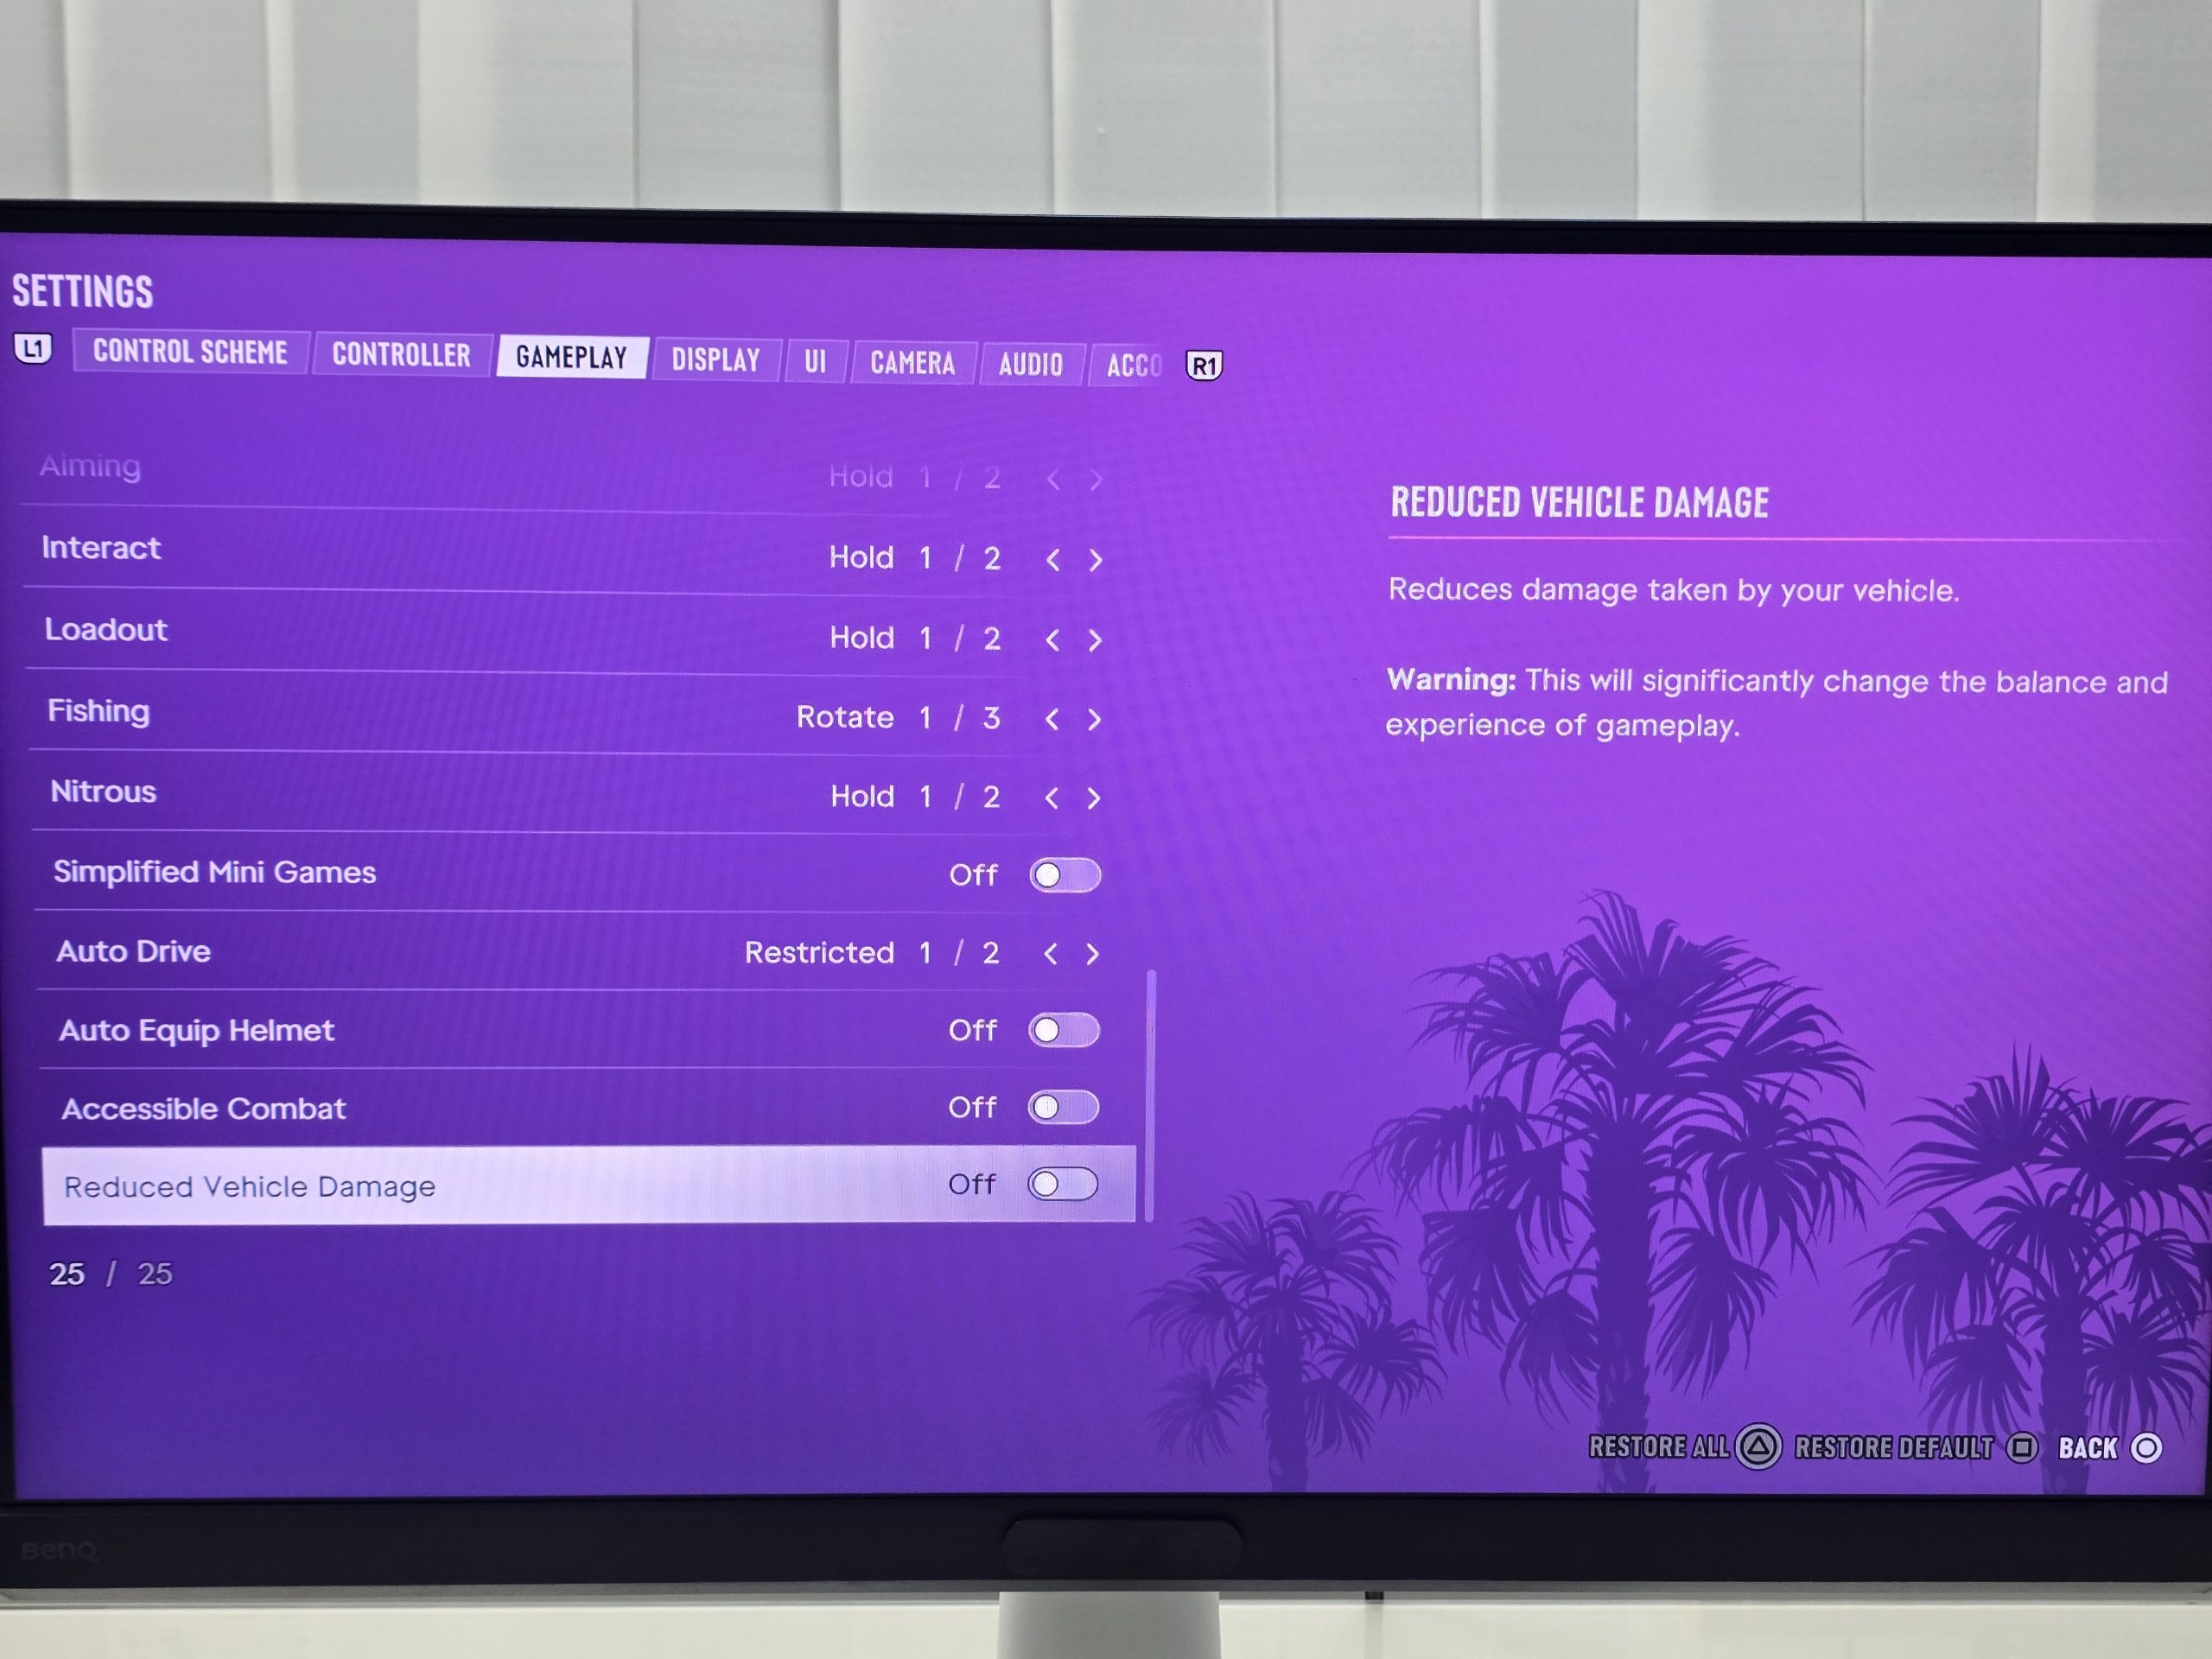 SETTINGS
L1 CONTROL SCHEME CONTROLLER GAMEPLAY DISPLAY UI CAMERA AUDIO ACCO R1
Aiming Hold 1 / 2
Interact Hold 1 / 2
Loadout Hold 1 / 2
Fishing Rotate 1 / 3
Nitrous Hold 1 / 2
Simplified Mini Games Off
Auto Drive Restricted 1 / 2
Auto Equip Helmet Off
Accessible Combat Off
Reduced Vehicle Damage Off
25 / 25
REDUCED VEHICLE DAMAGE
Reduces damage taken by your vehicle.
Warning: This will significantly change the balance and
experience of gameplay.
RESTORE ALL RESTORE DEFAULT BACK
BenQ